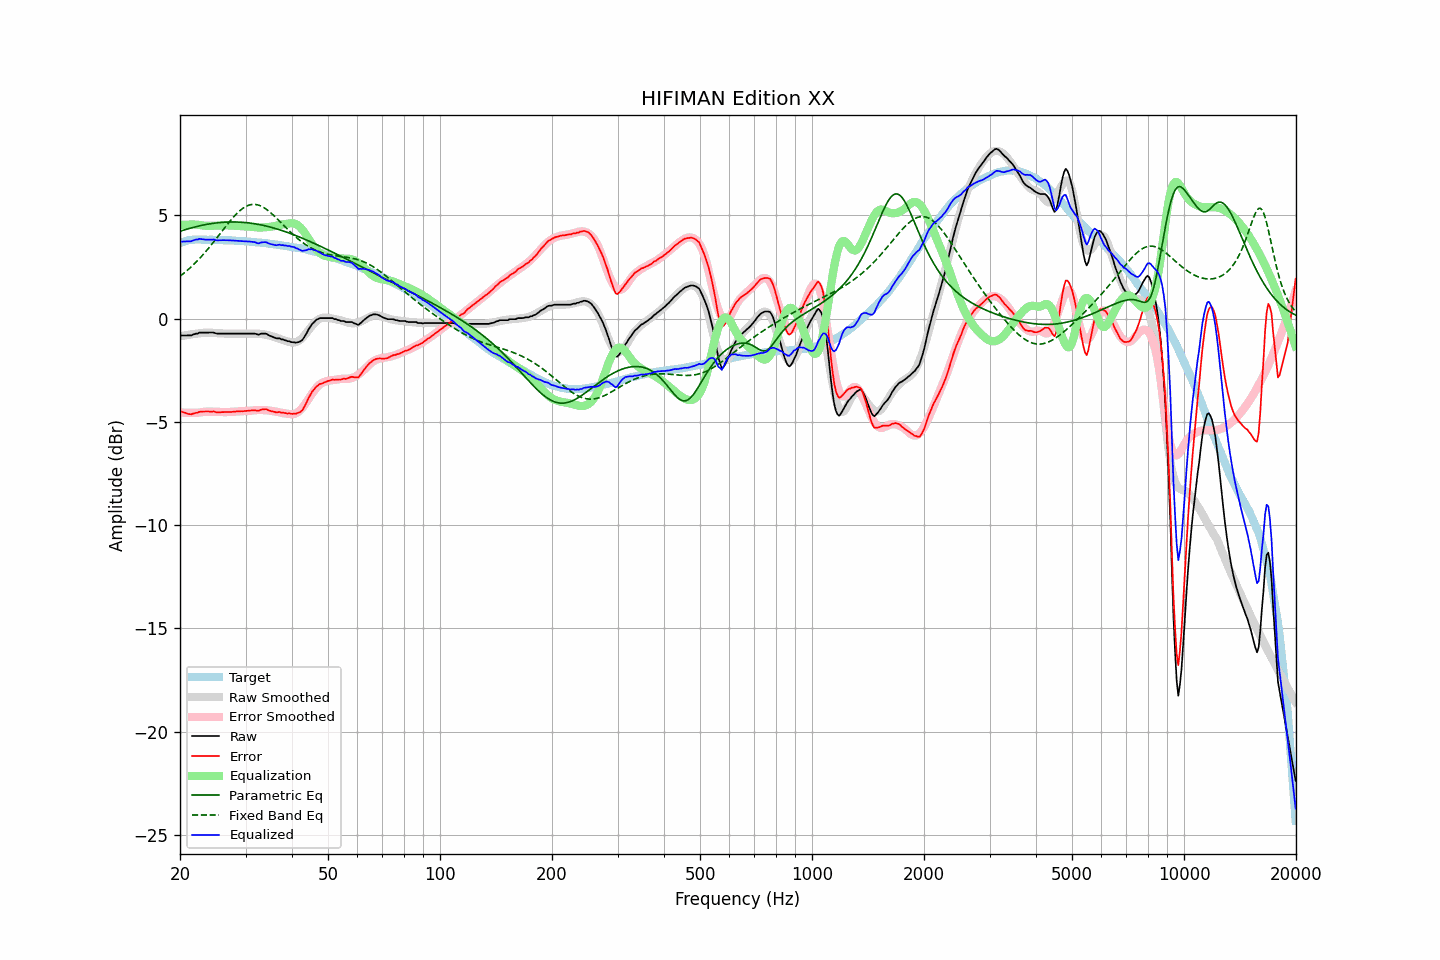 HIFIMAN Edition XX
Amplitude (dBr)
5
0
−5
−10
−15
−20
−25
Target
Raw Smoothed
Error Smoothed
Raw
Error
Equalization
Parametric Eq
Fixed Band Eq
Equalized
20 50 100 200 500 1000 2000 5000 10000 20000
Frequency (Hz)